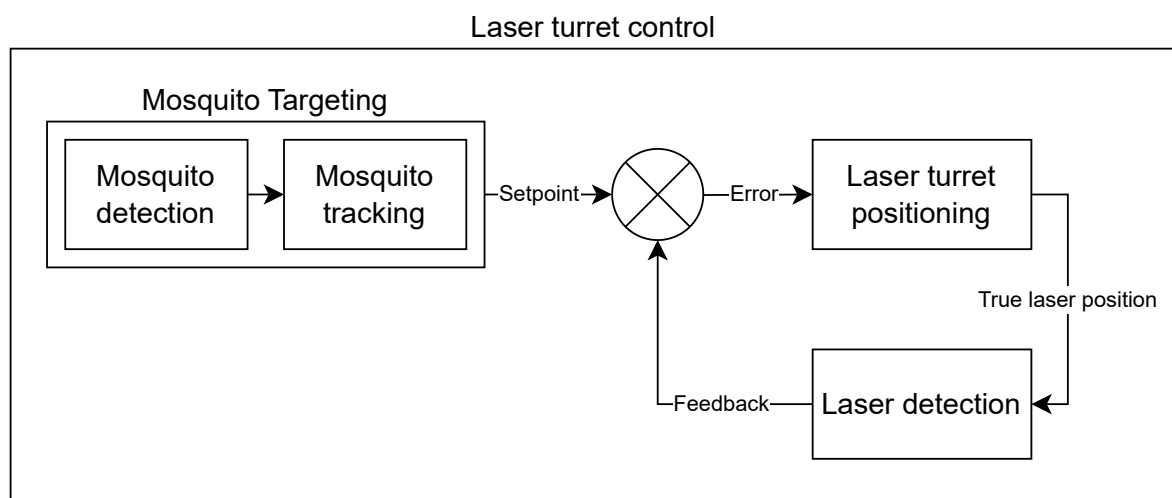 Laser turret control
Mosquito Targeting
Mosquito
detection
Mosquito
tracking
Setpoint
Error
Laser turret
positioning
True laser position
Laser detection
Feedback